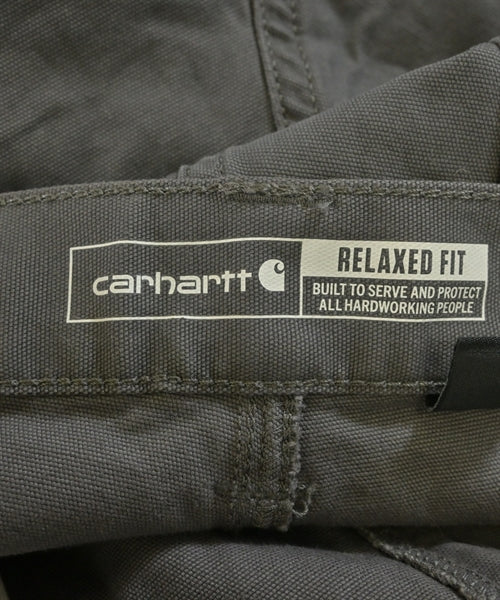 carhartt
RELAXED FIT
BUILT TO SERVE AND PROTECT
ALL HARDWORKING PEOPLE